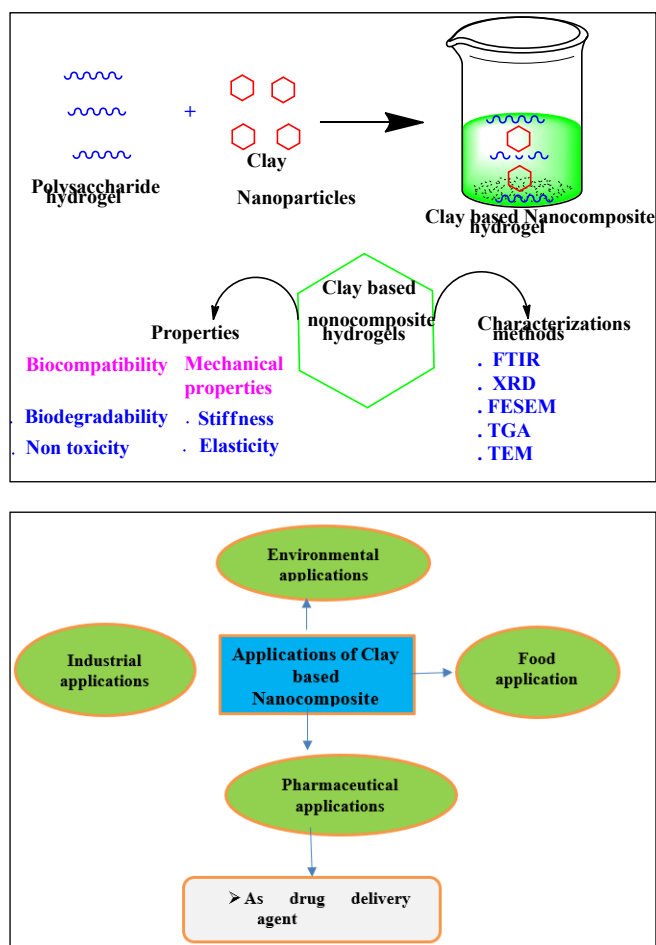 +
Polysaccharide
hydrogel
Clay
Nanoparticles
Clay based Nanocomposite
hydrogel
Clay based
nonocomposite
hydrogels
Properties
Biocompatibility
. Biodegradability
. Non toxicity
Mechanical
properties
. Stiffness
. Elasticity
Characterizations
methods
. FTIR
. XRD
. FESEM
. TGA
. TEM
Environmental
applications
Industrial
applications
Applications of Clay
based
Nanocomposite
Food
application
Pharmaceutical
applications
➢ As drug delivery
agent